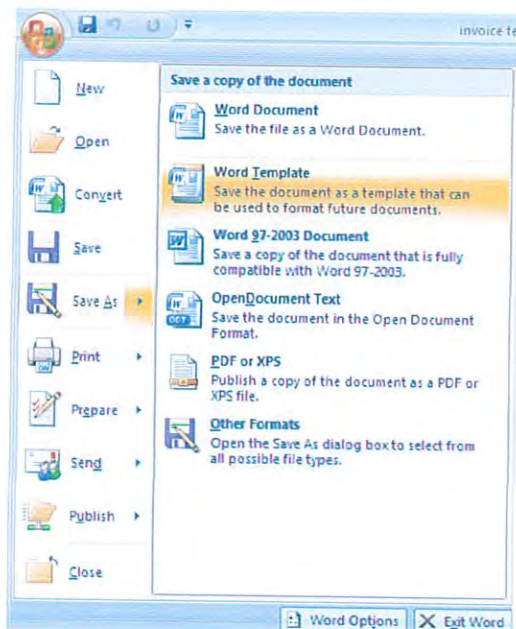 invoice te
New
Open
Convert
Save
Save As
Print
Prepare
Send
Publish
Close
Save a copy of the document
Word Document
Save the file as a Word Document.
Word Template
Save the document as a template that can
be used to format future documents.
Word 97-2003 Document
Save a copy of the document that is fully
compatible with Word 97-2003.
OpenDocument Text
Save the document in the Open Document
Format.
PDF or XPS
Publish a copy of the document as a PDF or
XPS file.
Other Formats
Open the Save As dialog box to select from
all possible file types.
Word Options
Exit Word